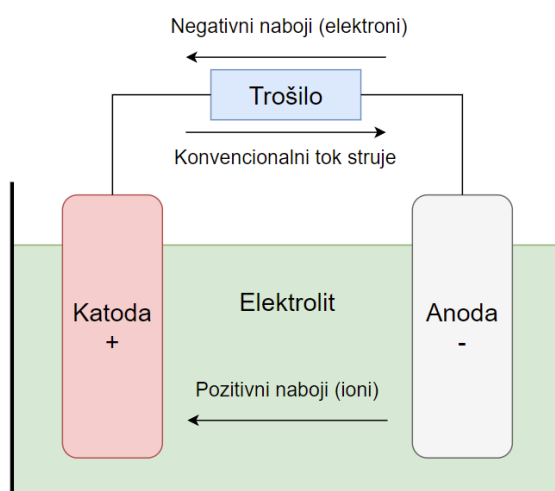 Negativni naboji (elektroni)
Trošilo
Konvencionalni tok struje
Katoda
+
Elektrolit
Anoda
-
Pozitivni naboji (ioni)